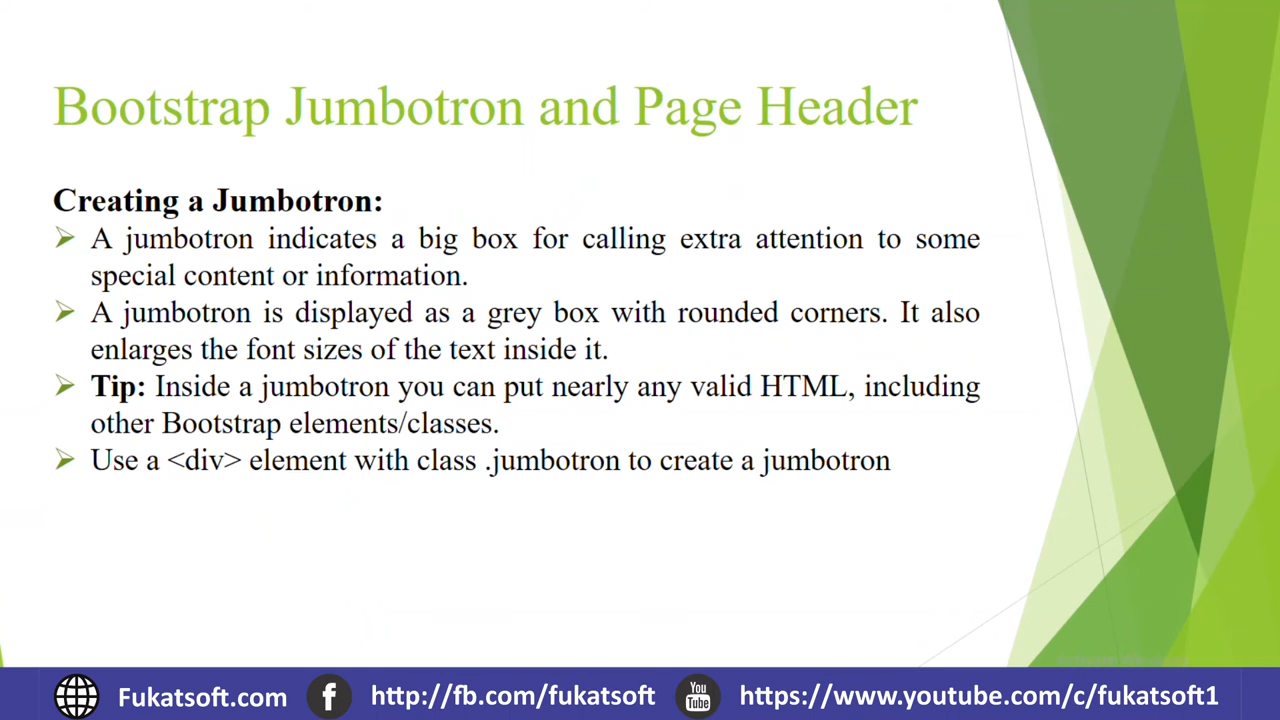 Bootstrap Jumbotron and Page Header
Creating a Jumbotron:
A jumbotron indicates a big box for calling extra attention to some
special content or information.
A jumbotron is displayed as a grey box with rounded corners. It also
enlarges the font sizes of the text inside it.
Tip: Inside a jumbotron you can put nearly any valid HTML, including
other Bootstrap elements/classes.
Use a <div> element with class .jumbotron to create a jumbotron
Fukatsoft.com
http://fb.com/fukatsoft
You
Tube
https://www.youtube.com/c/fukatsoft1